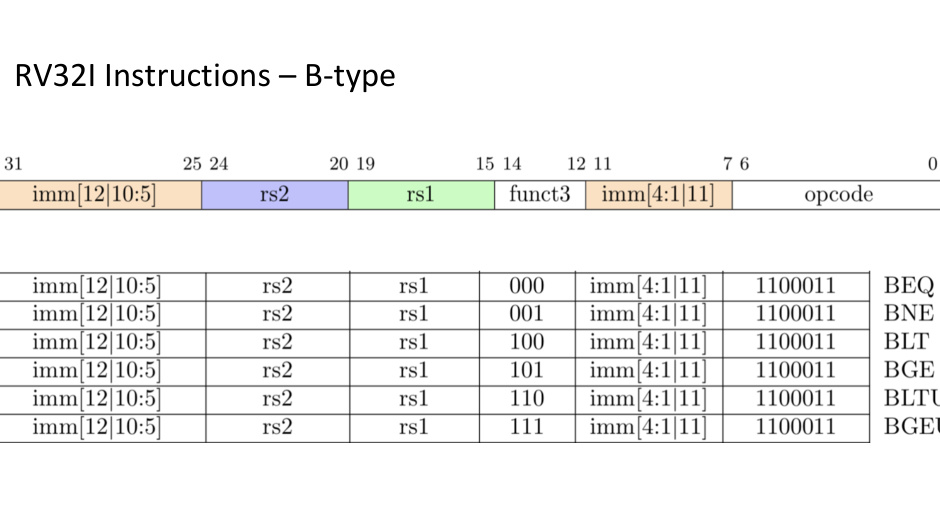 RV32I Instructions – B-type
31 25 24 20 19 15 14 12 11 7 6 0
imm[12|10:5] rs2 rs1 funct3 imm[4:1|11] opcode
imm[12|10:5] rs2 rs1 000 imm[4:1|11] 1100011 BEQ
imm[12|10:5] rs2 rs1 001 imm[4:1|11] 1100011 BNE
imm[12|10:5] rs2 rs1 100 imm[4:1|11] 1100011 BLT
imm[12|10:5] rs2 rs1 101 imm[4:1|11] 1100011 BGE
imm[12|10:5] rs2 rs1 110 imm[4:1|11] 1100011 BLTU
imm[12|10:5] rs2 rs1 111 imm[4:1|11] 1100011 BGEU